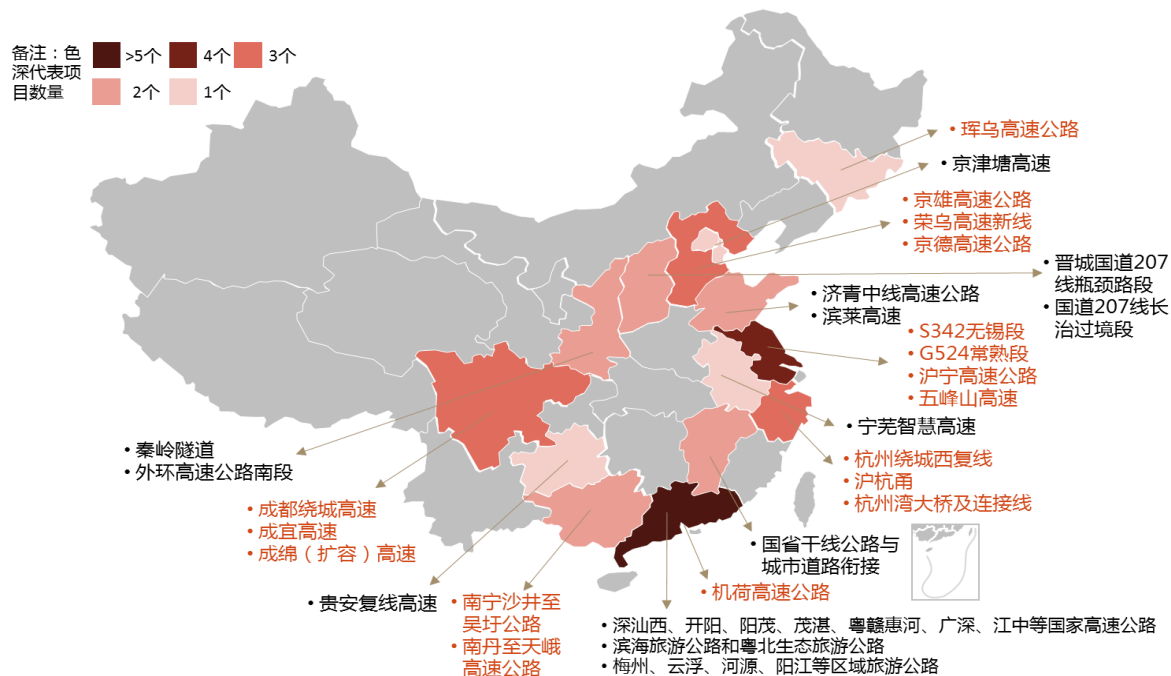 备注：色
深代表项
目数量
>5个
4个
3个
2个
1个
• 珲乌高速公路
• 京津塘高速
• 京雄高速公路
• 荣乌高速新线
• 京德高速公路
• 晋城国道207
线瓶颈路段
• 国道207线长
治过境段
• 济青中线高速公路
• 滨莱高速
• S342无锡段
• G524常熟段
• 沪宁高速公路
• 五峰山高速
• 宁芜智慧高速
• 秦岭隧道
• 外环高速公路南段
• 杭州绕城西复线
• 沪杭甬
• 杭州湾大桥及连接线
• 成都绕城高速
• 成宜高速
• 成绵（扩容）高速
• 国省干线公路与
城市道路衔接
• 贵安复线高速
• 南宁沙井至
吴圩公路
• 南丹至天峨
高速公路
• 机荷高速公路
• 深汕西、开阳、阳茂、茂湛、粤赣惠河、广深、江中等国家高速公路
• 滨海旅游公路和粤北生态旅游公路
• 梅州、云浮、河源、阳江等区域旅游公路